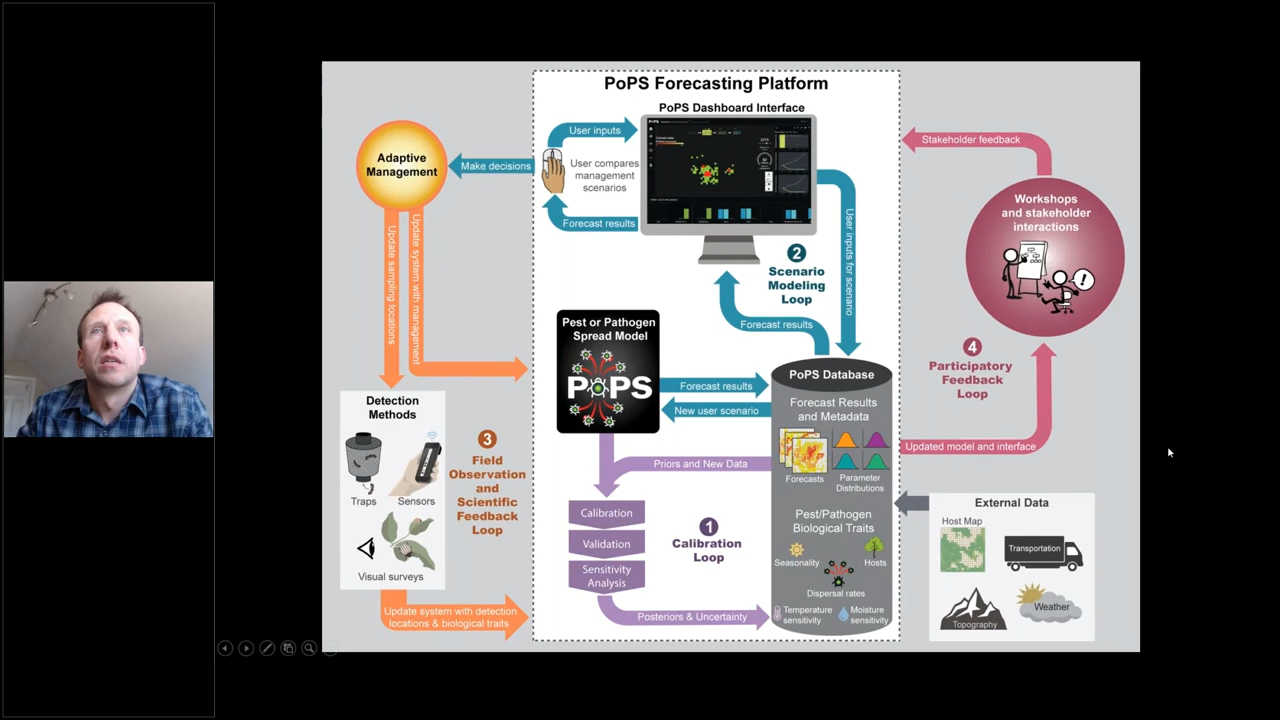 PoPS Forecasting Platform
PoPS Dashboard Interface
User inputs
User compares
management
scenarios
Forecast results
Make decisions
Adaptive
Management
Update sampling locations
Update system with management
User inputs for scenario
2
Scenario
Modeling
Loop
Forecast results
Stakeholder feedback
Workshops
and stakeholder
interactions
4
Participatory
Feedback
Loop
Updated model and interface
Pest or Pathogen
Spread Model
PoPS
Forecast results
New user scenario
PoPS Database
Forecast Results
and Metadata
Forecasts
Parameter
Distributions
Pest/Pathogen
Biological Traits
Seasonality
Hosts
Dispersal rates
Temperature
sensitivity
Moisture
sensitivity
Detection
Methods
Traps
Sensors
Visual surveys
3
Field
Observation
and
Scientific
Feedback
Loop
Update system with detection
locations & biological traits
Priors and New Data
Calibration
Validation
Sensitivity
Analysis
1
Calibration
Loop
Posteriors & Uncertainty
External Data
Host Map
Transportation
Topography
Weather